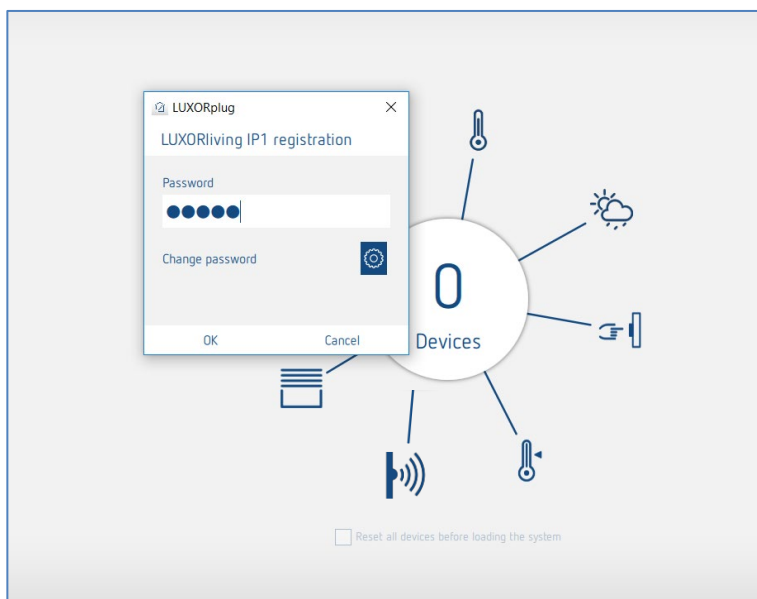 LUXORplug
LUXORliving IP1 registration
Password
Change password
OK Cancel
0
Devices
Reset all devices before loading the system